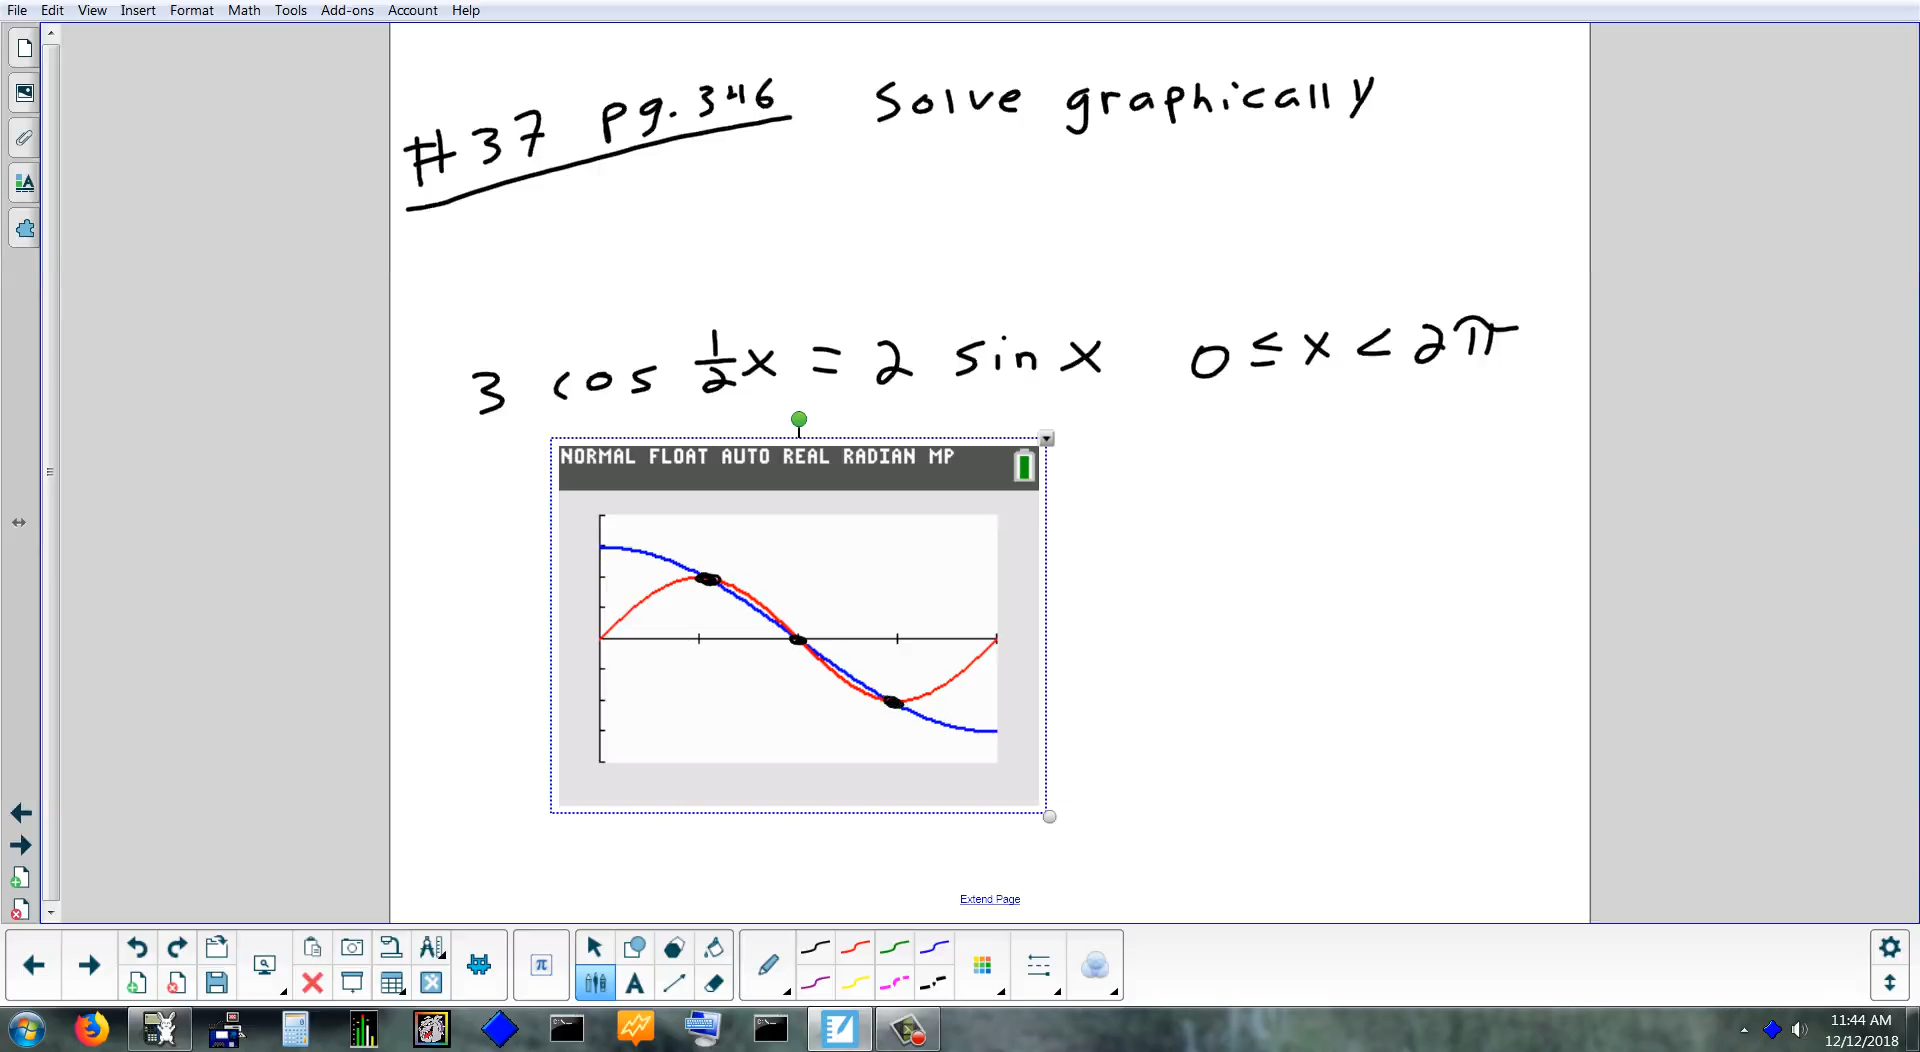 File Edit View Insert Format Math Tools Add-ons Account Help
#37 pg. 346 Solve graphically
3 cos 1/2 x = 2 sin x 0 ≤ x < 2π
NORMAL FLOAT AUTO REAL RADIAN MP
Extend Page
11:44 AM
12/12/2018